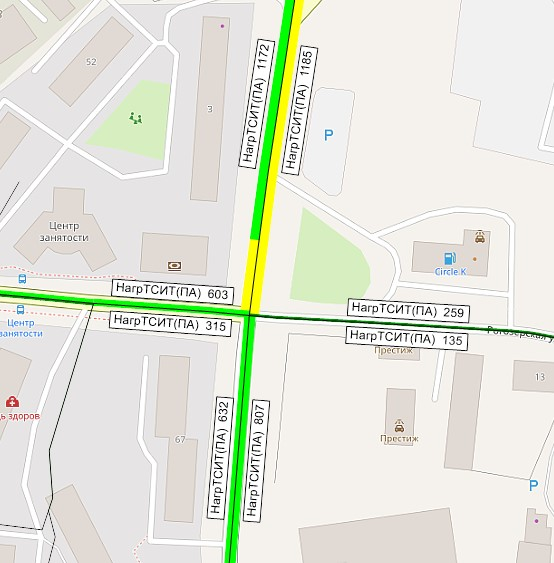 52
3
НагрТСИТ(ПА) 1172
НагрТСИТ(ПА) 1185
P
Центр
занятости
Circle K
НагрТСИТ(ПА) 603
НагрТСИТ(ПА) 259
НагрТСИТ(ПА) 315
НагрТСИТ(ПА) 135
Центр
занятости
Престиж
13
ь здоров
67
НагрТСИТ(ПА) 632
НагрТСИТ(ПА) 807
Престиж
P